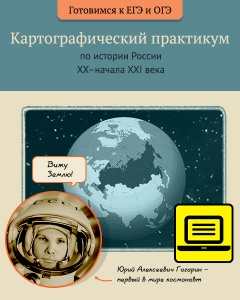 Готовимся к ЕГЭ и ОГЭ
Картографический практикум
по истории России
XX–начала XXI века
Вижу
Землю!
Юрий Алексеевич Гагарин –
первый в мире космонавт